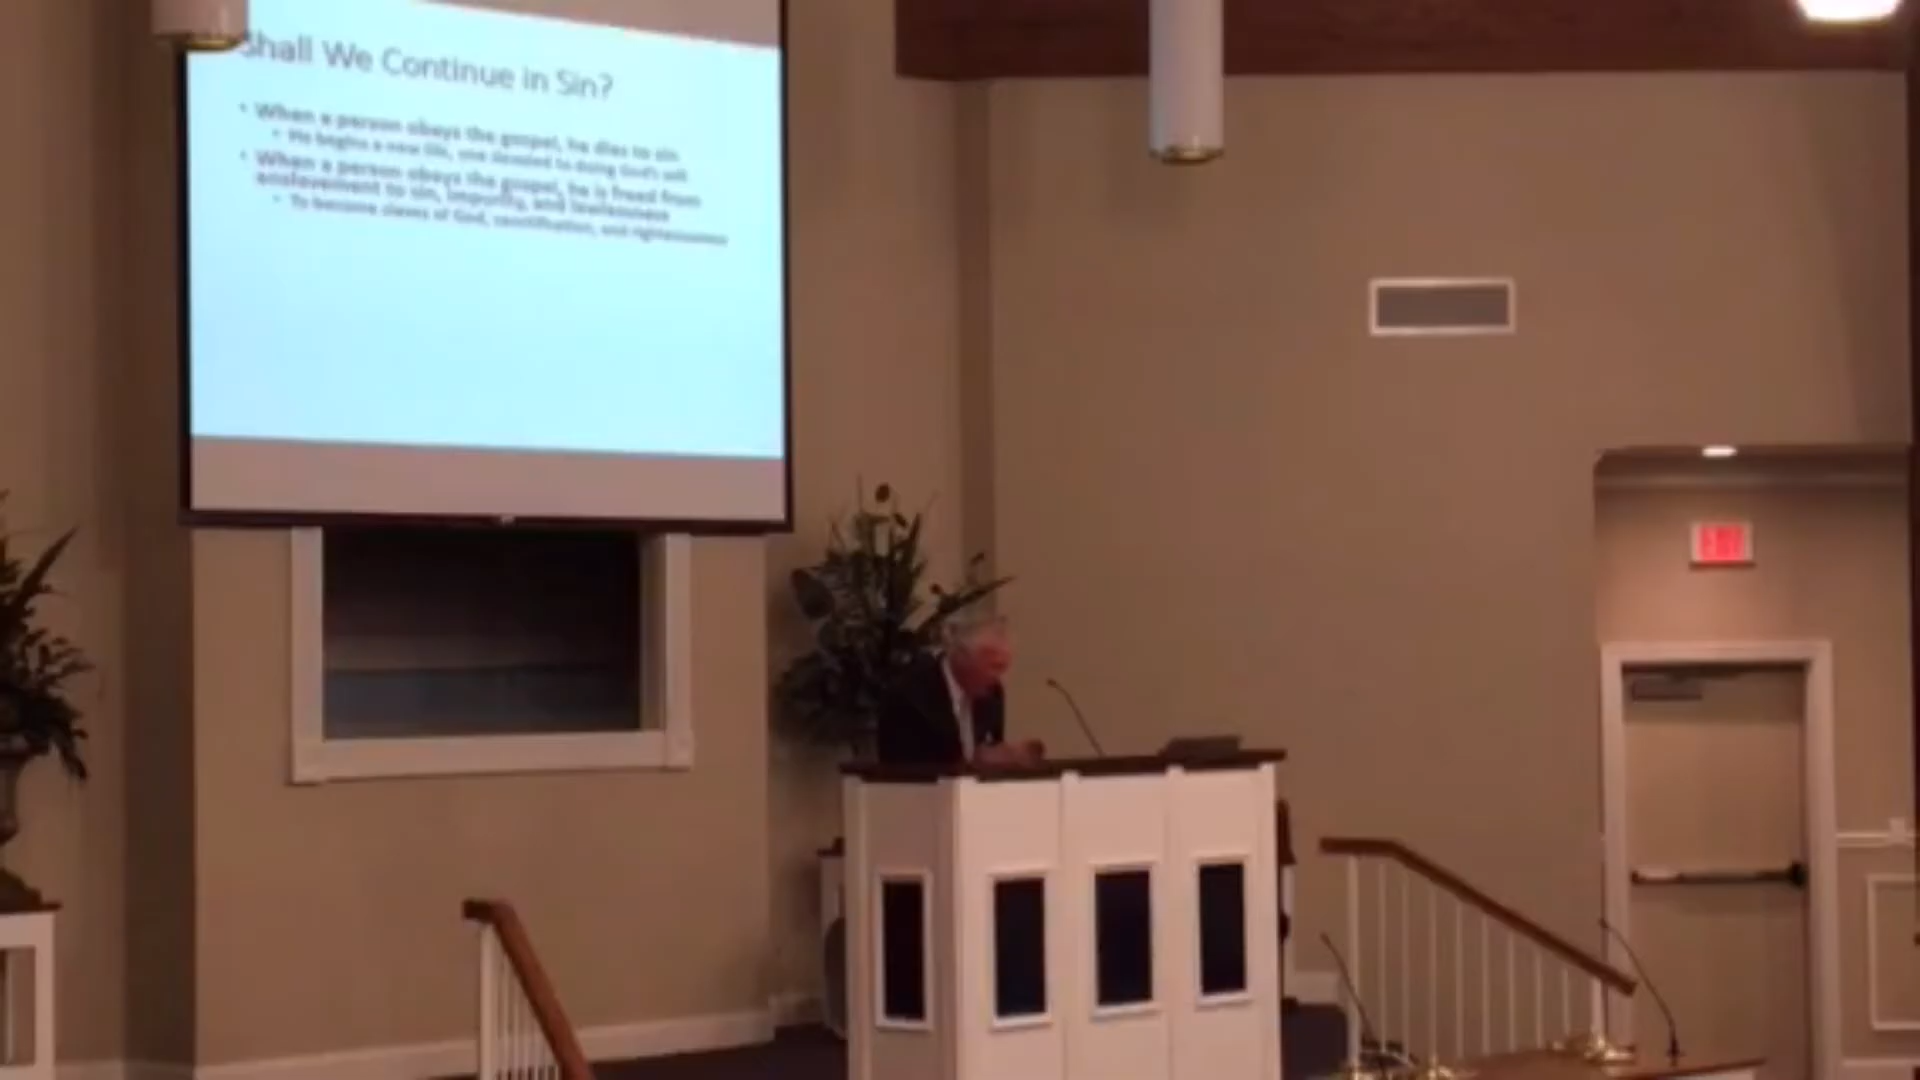 Shall We Continue in Sin?
• When a person obeys the gospel, he dies to sin
• He begins a new life, one devoted to doing God's will
• When a person obeys the gospel, he is freed from
enslavement to sin, impurity, and lawlessness
• To become slaves of God, sanctification, and righteousness
EXIT